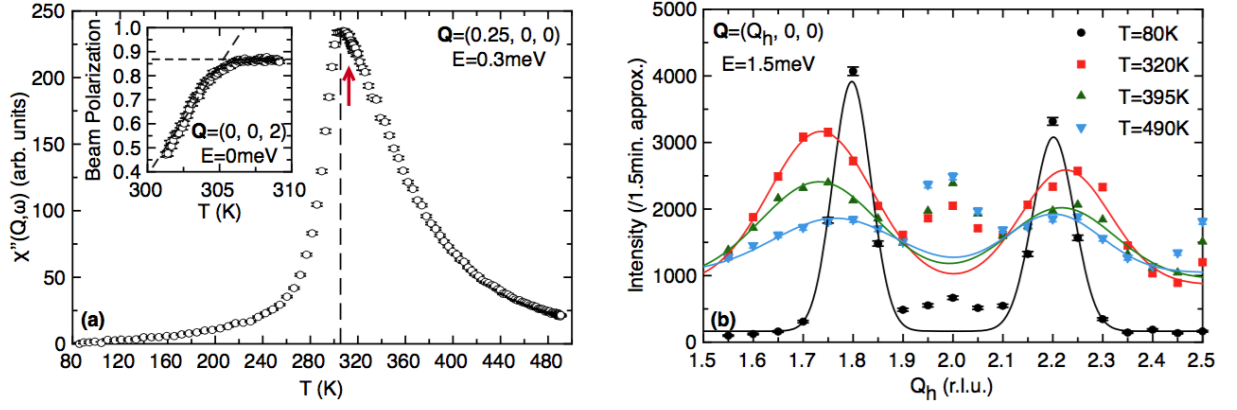 χ''(Q,ω) (arb. units)
250
200
150
100
50
0
80
120
160
200
240
280
320
360
400
440
480
T (K)
(a)
Q=(0.25, 0, 0)
E=0.3meV
Beam Polarization
1.0
0.9
0.8
0.7
0.6
0.5
0.4
300
305
310
T (K)
Q=(0, 0, 2)
E=0meV
Intensity (/1.5min. approx.)
5000
4000
3000
2000
1000
0
1.5
1.6
1.7
1.8
1.9
2.0
2.1
2.2
2.3
2.4
2.5
Qh (r.l.u.)
(b)
Q=(Qh, 0, 0)
E=1.5meV
T=80K
T=320K
T=395K
T=490K